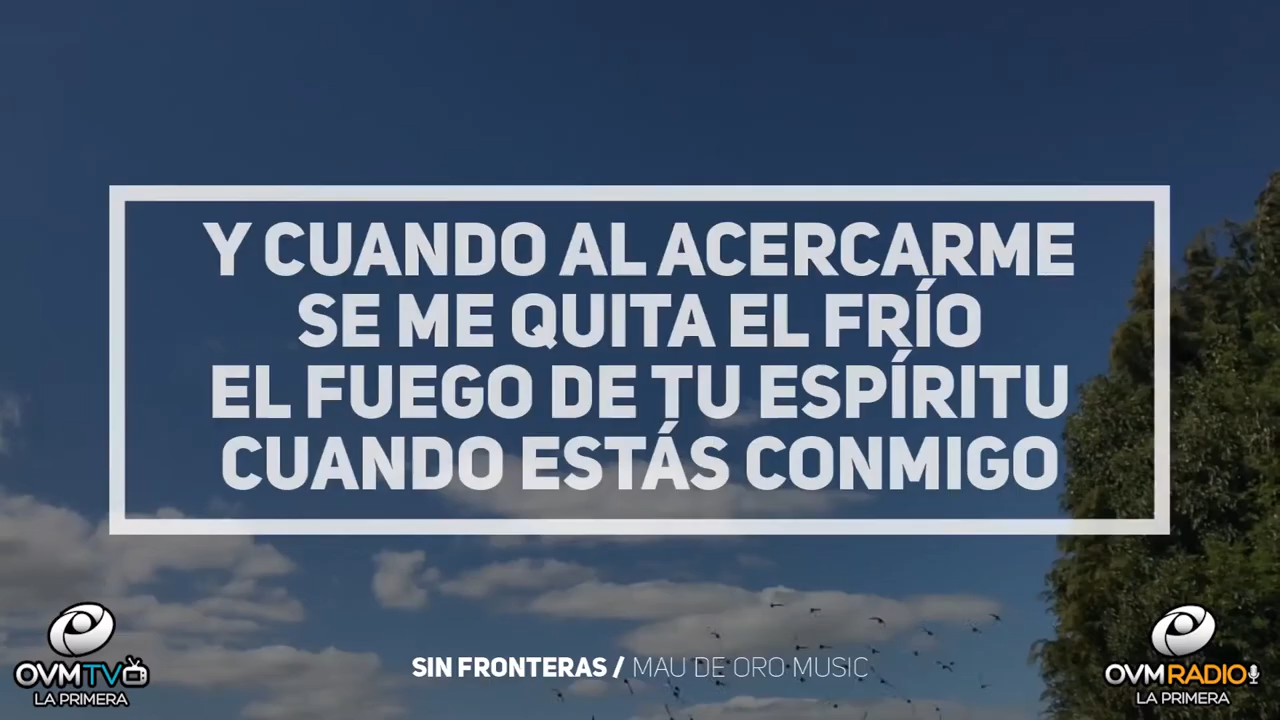 Y CUANDO AL ACERCARME
SE ME QUITA EL FRÍO
EL FUEGO DE TU ESPÍRITU
CUANDO ESTÁS CONMIGO
SIN FRONTERAS / MAU DE ORO MUSIC
OVMTV
LA PRIMERA
OVMRADIO
LA PRIMERA